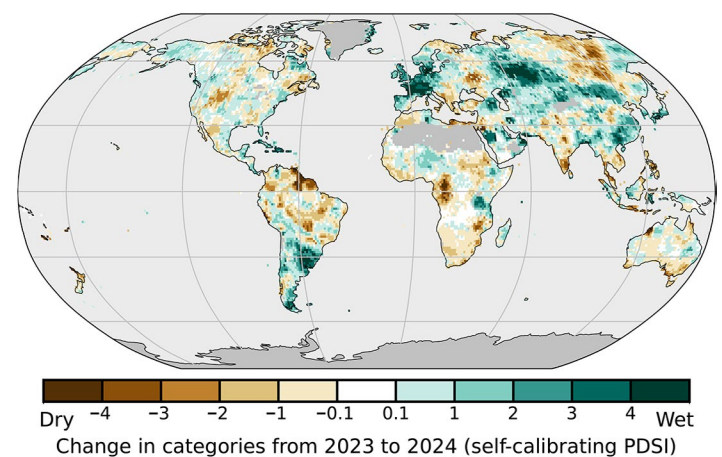 Dry −4 −3 −2 −1 −0.1 0.1 1 2 3 4 Wet
Change in categories from 2023 to 2024 (self-calibrating PDSI)